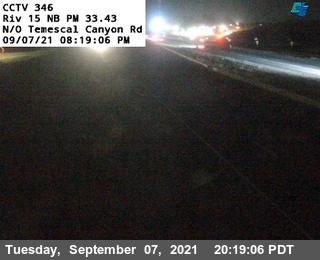 CCTV 346
Riv 15 NB PM 33.43
N/O Temescal Canyon Rd
09/07/21 08:19:06 PM
Tuesday, September 07, 2021 20:19:06 PDT